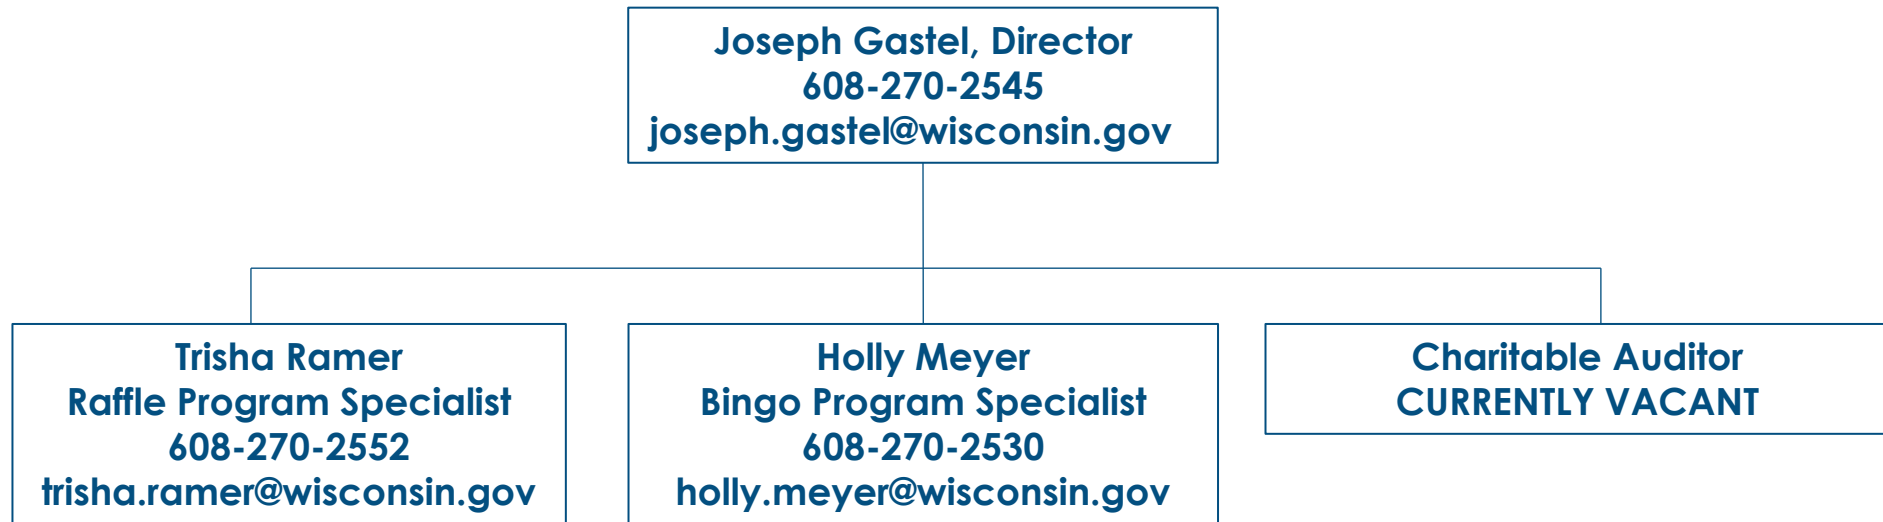 Joseph Gastel, Director
608-270-2545
joseph.gastel@wisconsin.gov
Trisha Ramer
Raffle Program Specialist
608-270-2552
trisha.ramer@wisconsin.gov
Holly Meyer
Bingo Program Specialist
608-270-2530
holly.meyer@wisconsin.gov
Charitable Auditor
CURRENTLY VACANT